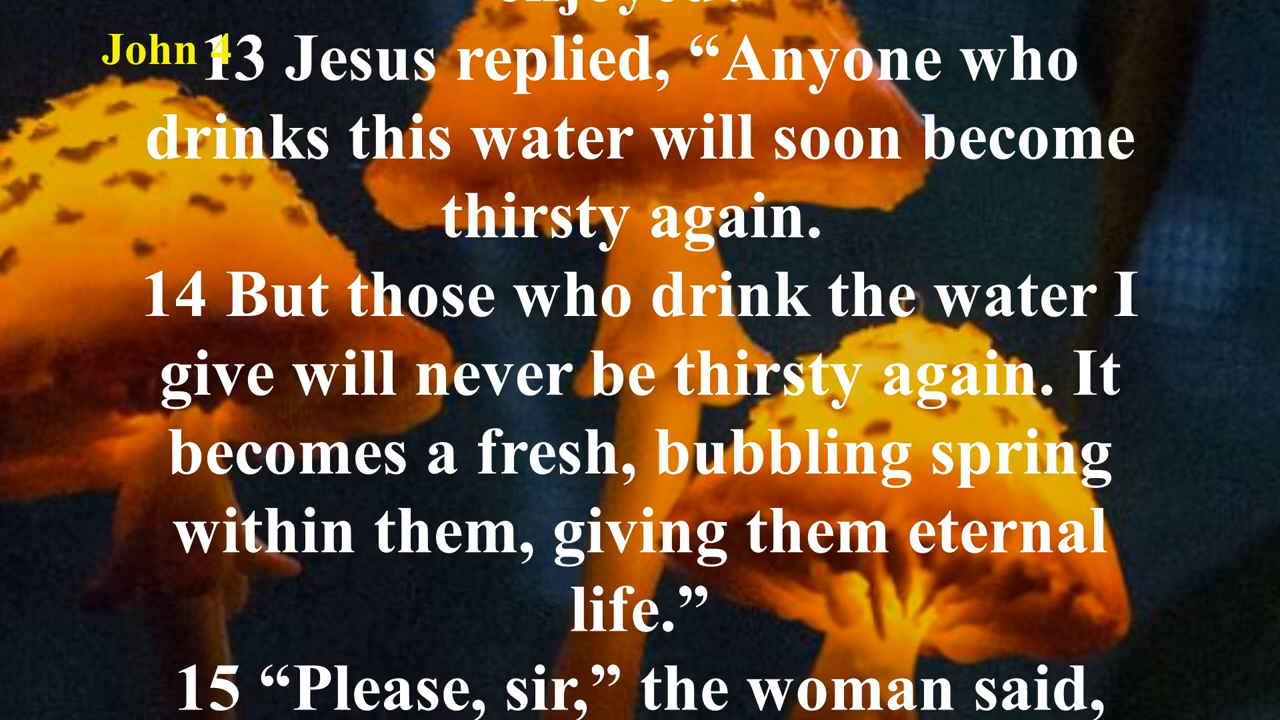 enjoyed?"
John 4
13 Jesus replied, “Anyone who
drinks this water will soon become
thirsty again.
14 But those who drink the water I
give will never be thirsty again. It
becomes a fresh, bubbling spring
within them, giving them eternal
life.”
15 “Please, sir,” the woman said,